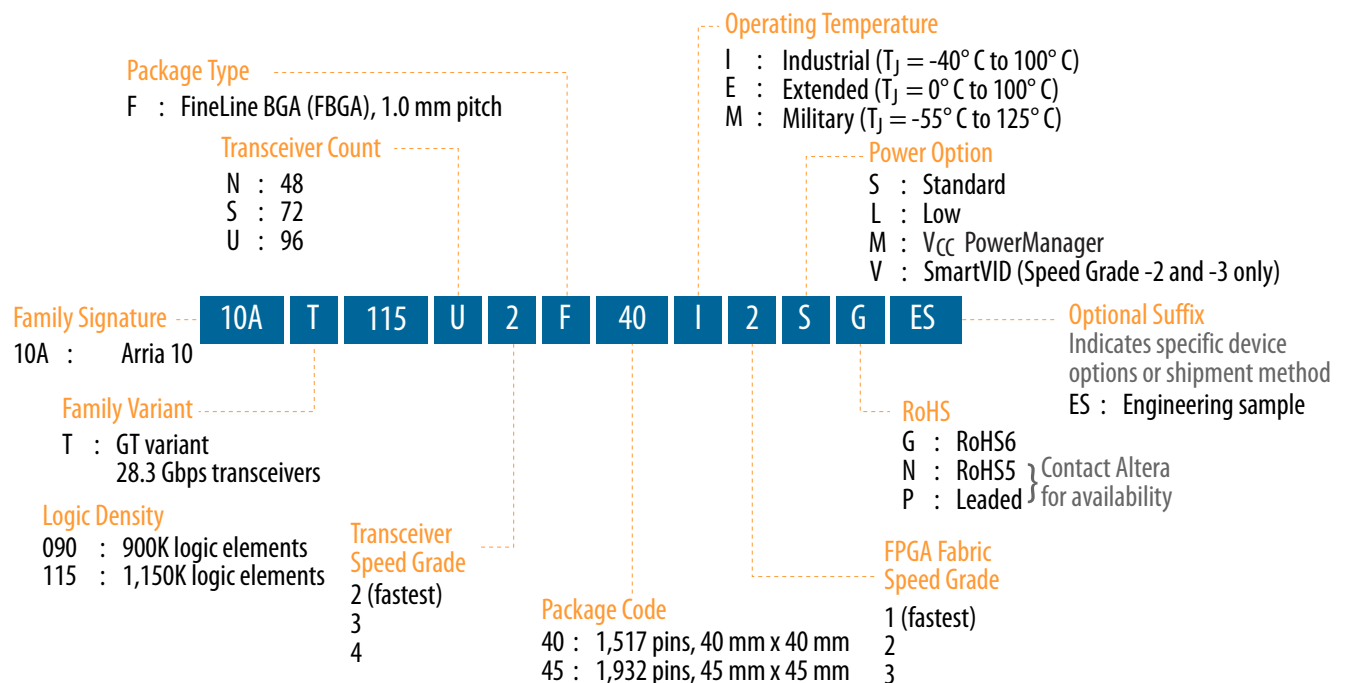 Operating Temperature
I : Industrial (TJ = -40° C to 100° C)
E : Extended (TJ = 0° C to 100° C)
M : Military (TJ = -55° C to 125° C)
Package Type
F : FineLine BGA (FBGA), 1.0 mm pitch
Transceiver Count
N : 48
S : 72
U : 96
Power Option
S : Standard
L : Low
M : VCC PowerManager
V : SmartVID (Speed Grade -2 and -3 only)
Family Signature
10A : Arria 10
10A T 115 U 2 F 40 I 2 S G ES
Optional Suffix
Indicates specific device
options or shipment method
ES : Engineering sample
Family Variant
T : GT variant
28.3 Gbps transceivers
RoHS
G : RoHS6
N : RoHS5
P : Leaded
Contact Altera
for availability
Logic Density
090 : 900K logic elements
115 : 1,150K logic elements
Transceiver
Speed Grade
2 (fastest)
3
4
Package Code
40 : 1,517 pins, 40 mm x 40 mm
45 : 1,932 pins, 45 mm x 45 mm
FPGA Fabric
Speed Grade
1 (fastest)
2
3